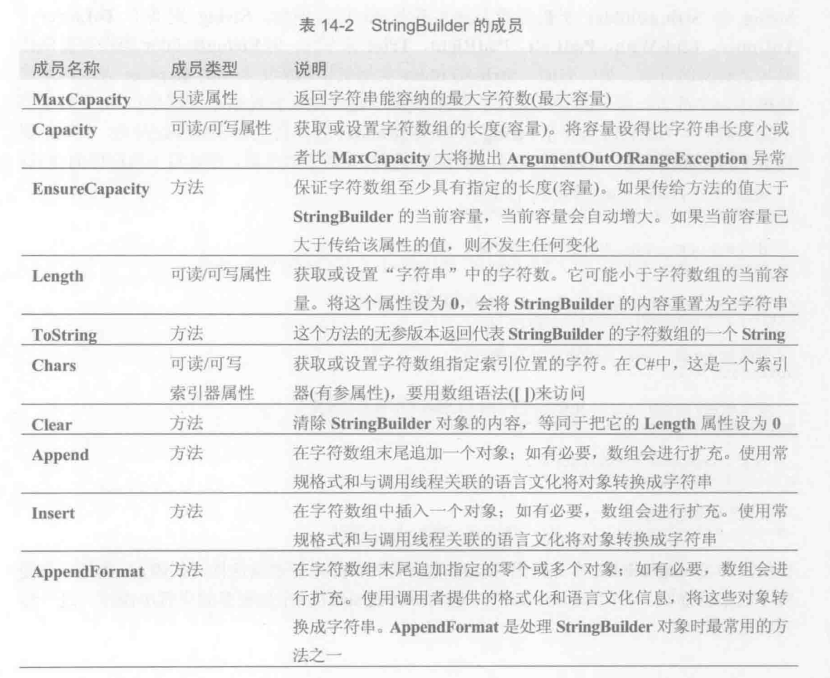 表 14-2 StringBuilder 的成员
成员名称 成员类型 说明
MaxCapacity 只读属性 返回字符串能容纳的最大字符数(最大容量)
Capacity 可读/可写属性 获取或设置字符数组的长度(容量)。将容量设得比字符串长度小或
者比 MaxCapacity 大将抛出 ArgumentOutOfRangeException 异常
EnsureCapacity 方法 保证字符数组至少具有指定的长度(容量)。如果传给方法的值大于
StringBuilder 的当前容量，当前容量会自动增大。如果当前容量已
大于传给该属性的值，则不发生任何变化
Length 可读/可写属性 获取或设置“字符串”中的字符数。它可能小于字符数组的当前容
量。将这个属性设为 0，会将 StringBuilder 的内容重置为空字符串
ToString 方法 这个方法的无参版本返回代表 StringBuilder 的字符数组的一个 String
Chars 可读/可写 获取或设置字符数组指定索引位置的字符。在 C#中，这是一个索引
索引器属性 器(有参属性)，要用数组语法([ ])来访问
Clear 方法 清除 StringBuilder 对象的内容，等同于把它的 Length 属性设为 0
Append 方法 在字符数组末尾追加一个对象；如有必要，数组会进行扩充。使用常
规格式和与调用线程关联的语言文化将对象转换成字符串
Insert 方法 在字符数组中插入一个对象；如有必要，数组会进行扩充。使用常
规格式和与调用线程关联的语言文化将对象转换成字符串
AppendFormat 方法 在字符数组末尾追加指定的零个或多个对象；如有必要，数组会进
行扩充。使用调用者提供的格式化和语言文化信息，将这些对象转
换成字符串。AppendFormat 是处理 StringBuilder 对象时最常用的方
法之一